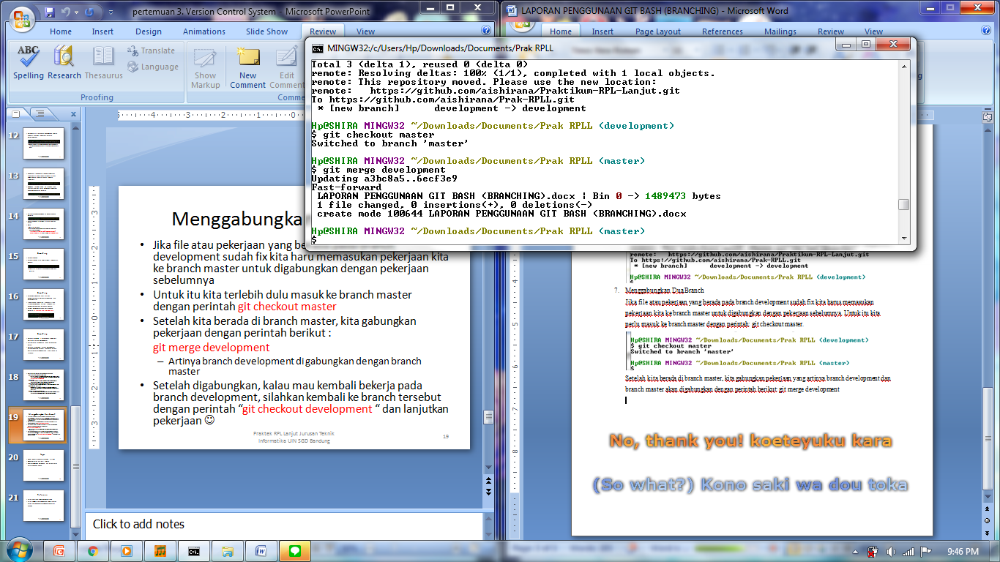 pertemuan 3. Version Control System - Microsoft PowerPoint
Home Insert Design Animations Slide Show Review View
Spelling Research Thesaurus
Translate
Language
Proofing
Show Markup
New Comment
Edit
LAPORAN PENGGUNAAN GIT BASH (BRANCHING) - Microsoft Word
Home Insert Page Layout References Mailings Review View
MINGW32:/c/Users/Hp/Downloads/Documents/Prak RPLL
Total 3 (delta 1), reused 0 (delta 0)
remote: Resolving deltas: 100% (1/1), completed with 1 local objects.
remote: This repository moved. Please use the new location:
remote:   https://github.com/aishirana/Praktikum-RPL-Lanjut.git
To https://github.com/aishirana/Prak-RPLL.git
 * [new branch]      development -> development
Hp@SHIRA MINGW32 ~/Downloads/Documents/Prak RPLL (development)
$ git checkout master
Switched to branch 'master'
Hp@SHIRA MINGW32 ~/Downloads/Documents/Prak RPLL (master)
$ git merge development
Updating a3bc8a5..6ecf3e9
Fast-forward
 LAPORAN PENGGUNAAN GIT BASH (BRANCHING).docx | Bin 0 -> 1489473 bytes
 1 file changed, 0 insertions(+), 0 deletions(-)
 create mode 100644 LAPORAN PENGGUNAAN GIT BASH (BRANCHING).docx
Hp@SHIRA MINGW32 ~/Downloads/Documents/Prak RPLL (master)
$
12
13
14
15
16
17
18
19
20
21
• Jika file atau pekerjaan yang
development sudah fix kita haru memasukan pekerjaan kita
ke branch master untuk digabungkan dengan pekerjaan
sebelumnya
• Untuk itu kita terlebih dulu masuk ke branch master
dengan perintah git checkout master
• Setelah kita berada di branch master, kita gabungkan
pekerjaan dengan perintah berikut :
git merge development
– Artinya branch development di gabungkan dengan branch
master
• Setelah digabungkan, kalau mau kembali bekerja pada
branch development, silahkan kembali ke branch tersebut
dengan perintah “git checkout development “ dan lanjutkan
pekerjaan ☺
Praktek RPL Lanjut Jurusan Teknik
Informatika UIN SGD Bandung
19
Click to add notes
remote:   https://github.com/aishirana/Praktikum-RPL-Lanjut.git
To https://github.com/aishirana/Prak-RPLL.git
 * [new branch]      development -> development
Hp@SHIRA MINGW32 ~/Downloads/Documents/Prak RPLL (development)
7. Menggabungkan Dua Branch
Jika file atau pekerjaan yang berada pada branch development sudah fix kita harus memasukan
pekerjaan kita ke branch master untuk digabungkan dengan pekerjaan sebelumnya. Untuk itu kita
perlu masuk ke branch master dengan perintah: git checkout master.
Hp@SHIRA MINGW32 ~/Downloads/Documents/Prak RPLL (development)
$ git checkout master
Switched to branch 'master'
Hp@SHIRA MINGW32 ~/Downloads/Documents/Prak RPLL (master)
$
Setelah kita berada di branch master, kita gabungkan pekerjaan yang artinya branch development dan
branch master akan digabungkan dengan perintah berikut: git merge development
No, thank you! koeteyuku kara
(So what?) Kono saki wa dou toka
9:46 PM